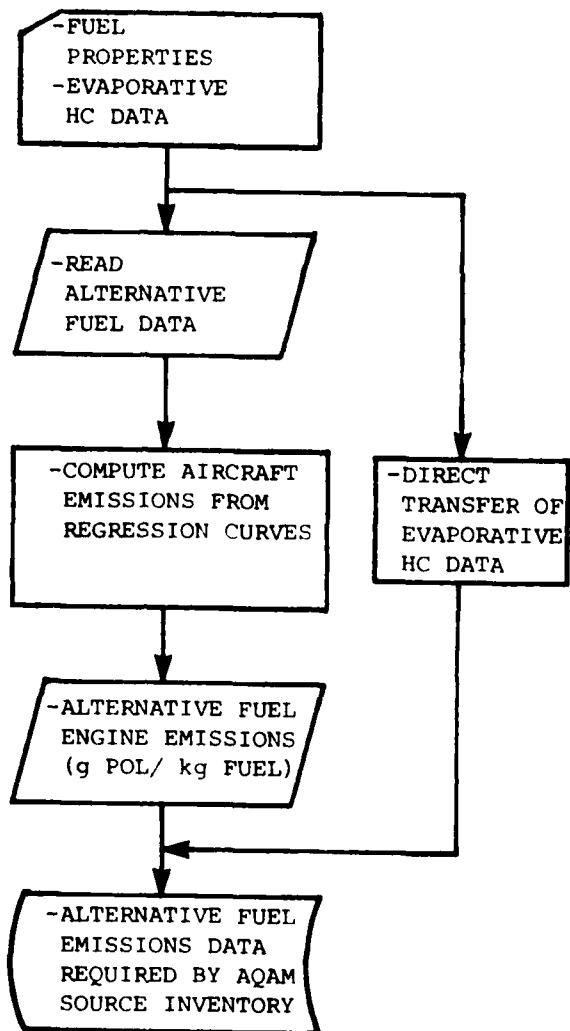 -FUEL
PROPERTIES
-EVAPORATIVE
HC DATA
-READ
ALTERNATIVE
FUEL DATA
-COMPUTE AIRCRAFT
EMISSIONS FROM
REGRESSION CURVES
-DIRECT
TRANSFER OF
EVAPORATIVE
HC DATA
-ALTERNATIVE FUEL
ENGINE EMISSIONS
(g POL/ kg FUEL)
-ALTERNATIVE FUEL
EMISSIONS DATA
REQUIRED BY AQAM
SOURCE INVENTORY